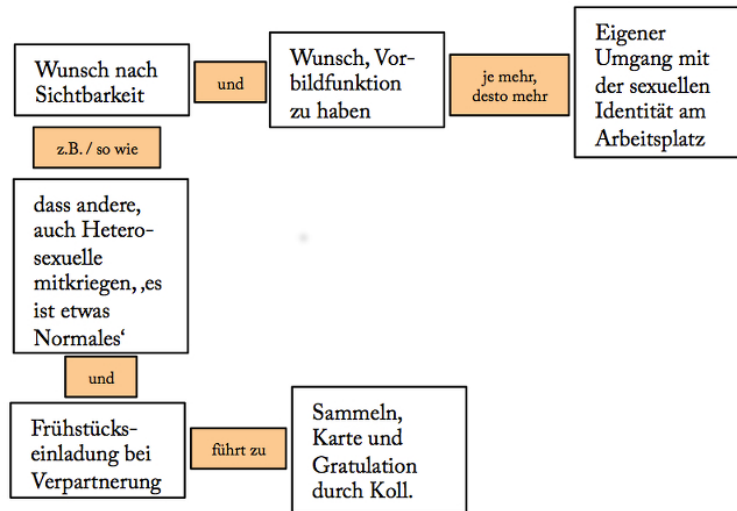 Wunsch nach
Sichtbarkeit
und
Wunsch, Vor-
bildfunktion
zu haben
je mehr,
desto mehr
Eigener
Umgang mit
der sexuellen
Identität am
Arbeitsplatz
z.B. / so wie
dass andere,
auch Hetero-
sexuelle
mitkriegen, ‚es
ist etwas
Normales‘
und
Frühstücks-
einladung bei
Verpartnerung
führt zu
Sammeln,
Karte und
Gratulation
durch Koll.